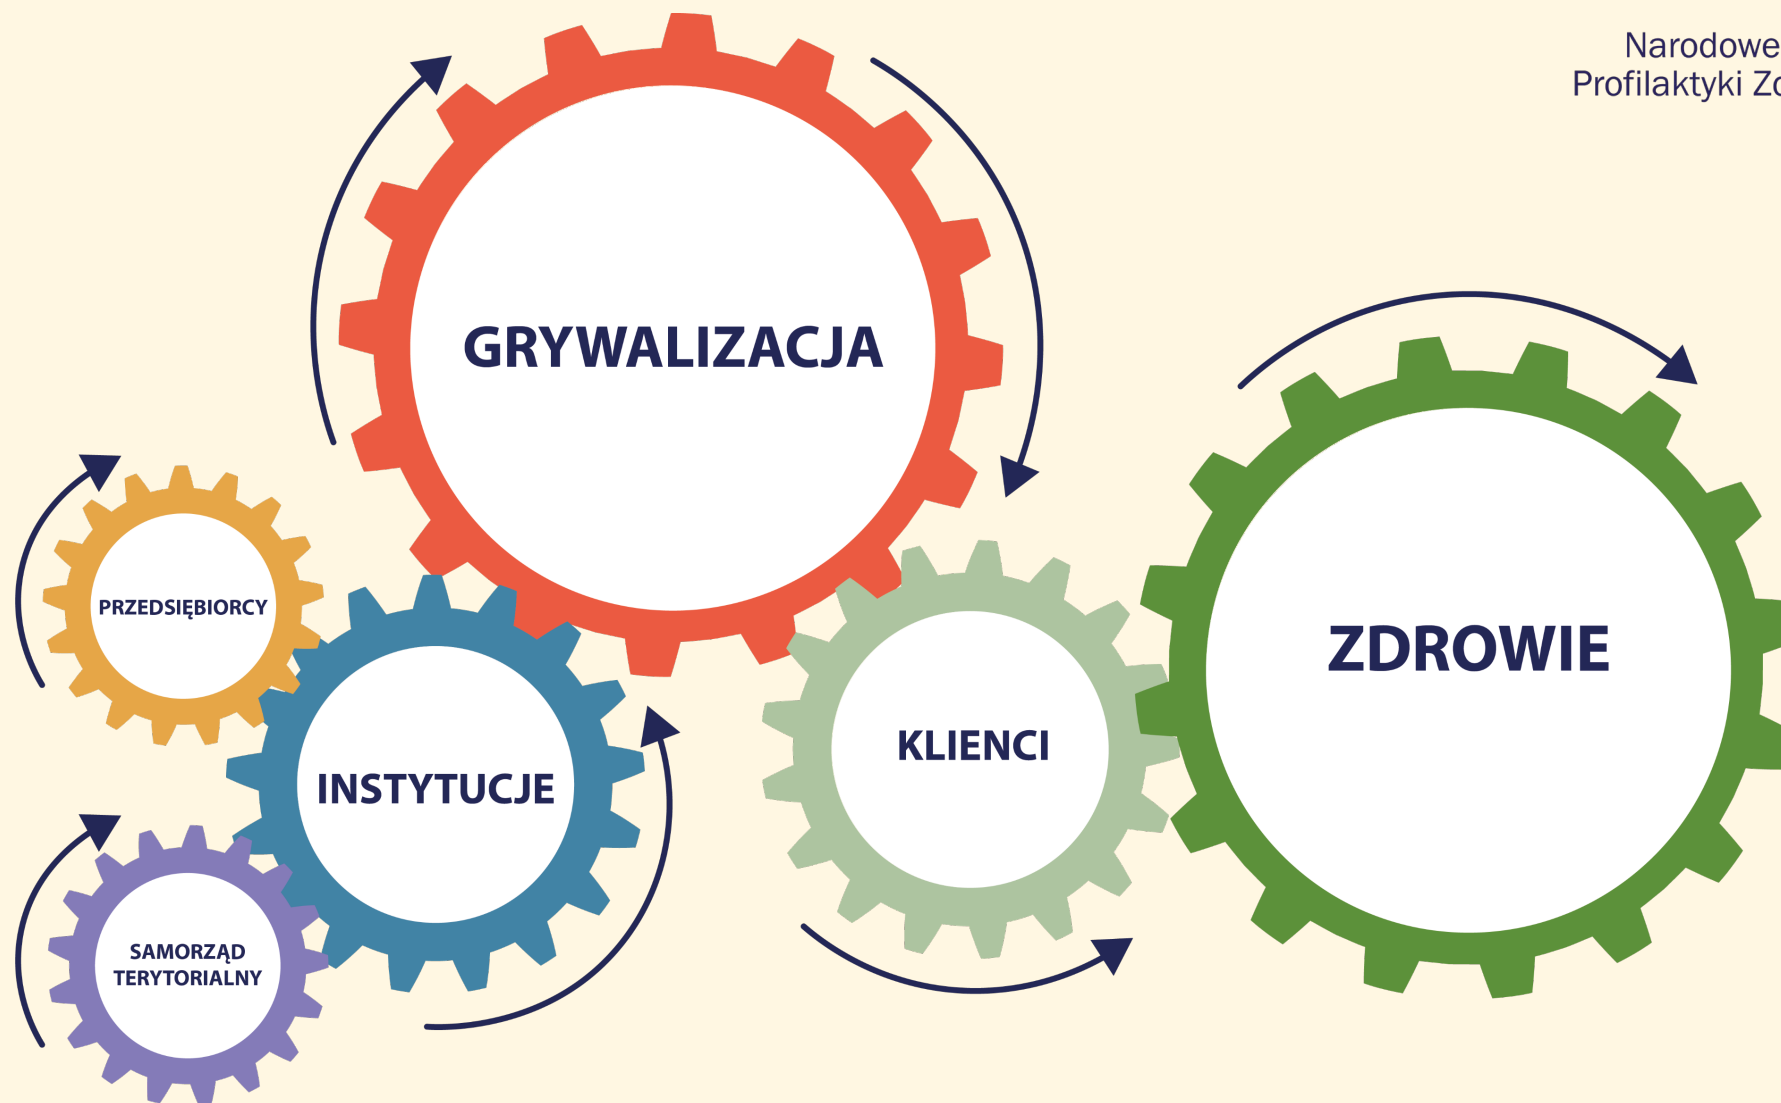 Narodowe
Profilaktyki
GRYWALIZACJA
PRZEDSIĘBIORCY
ZDROWIE
KLIENCI
INSTYTUCJE
SAMORZĄD
TERYTORIALNY